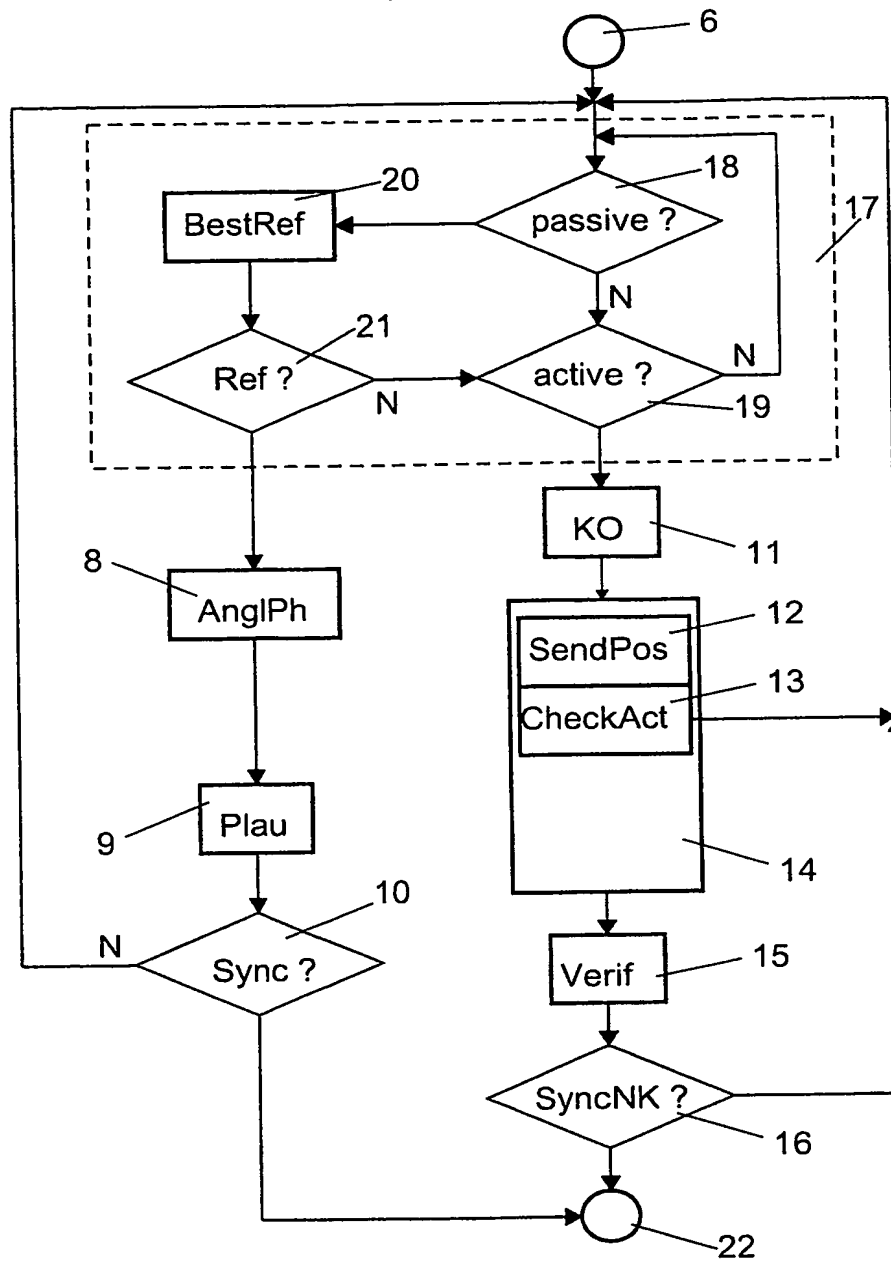 6
20
18
17
BestRef
passive ?
N
21
Ref ?
N
active ?
N
19
KO
11
8
AnglPh
12
SendPos
13
CheckAct
9
Plau
14
10
N
Sync ?
Verif
15
SyncNK ?
16
22